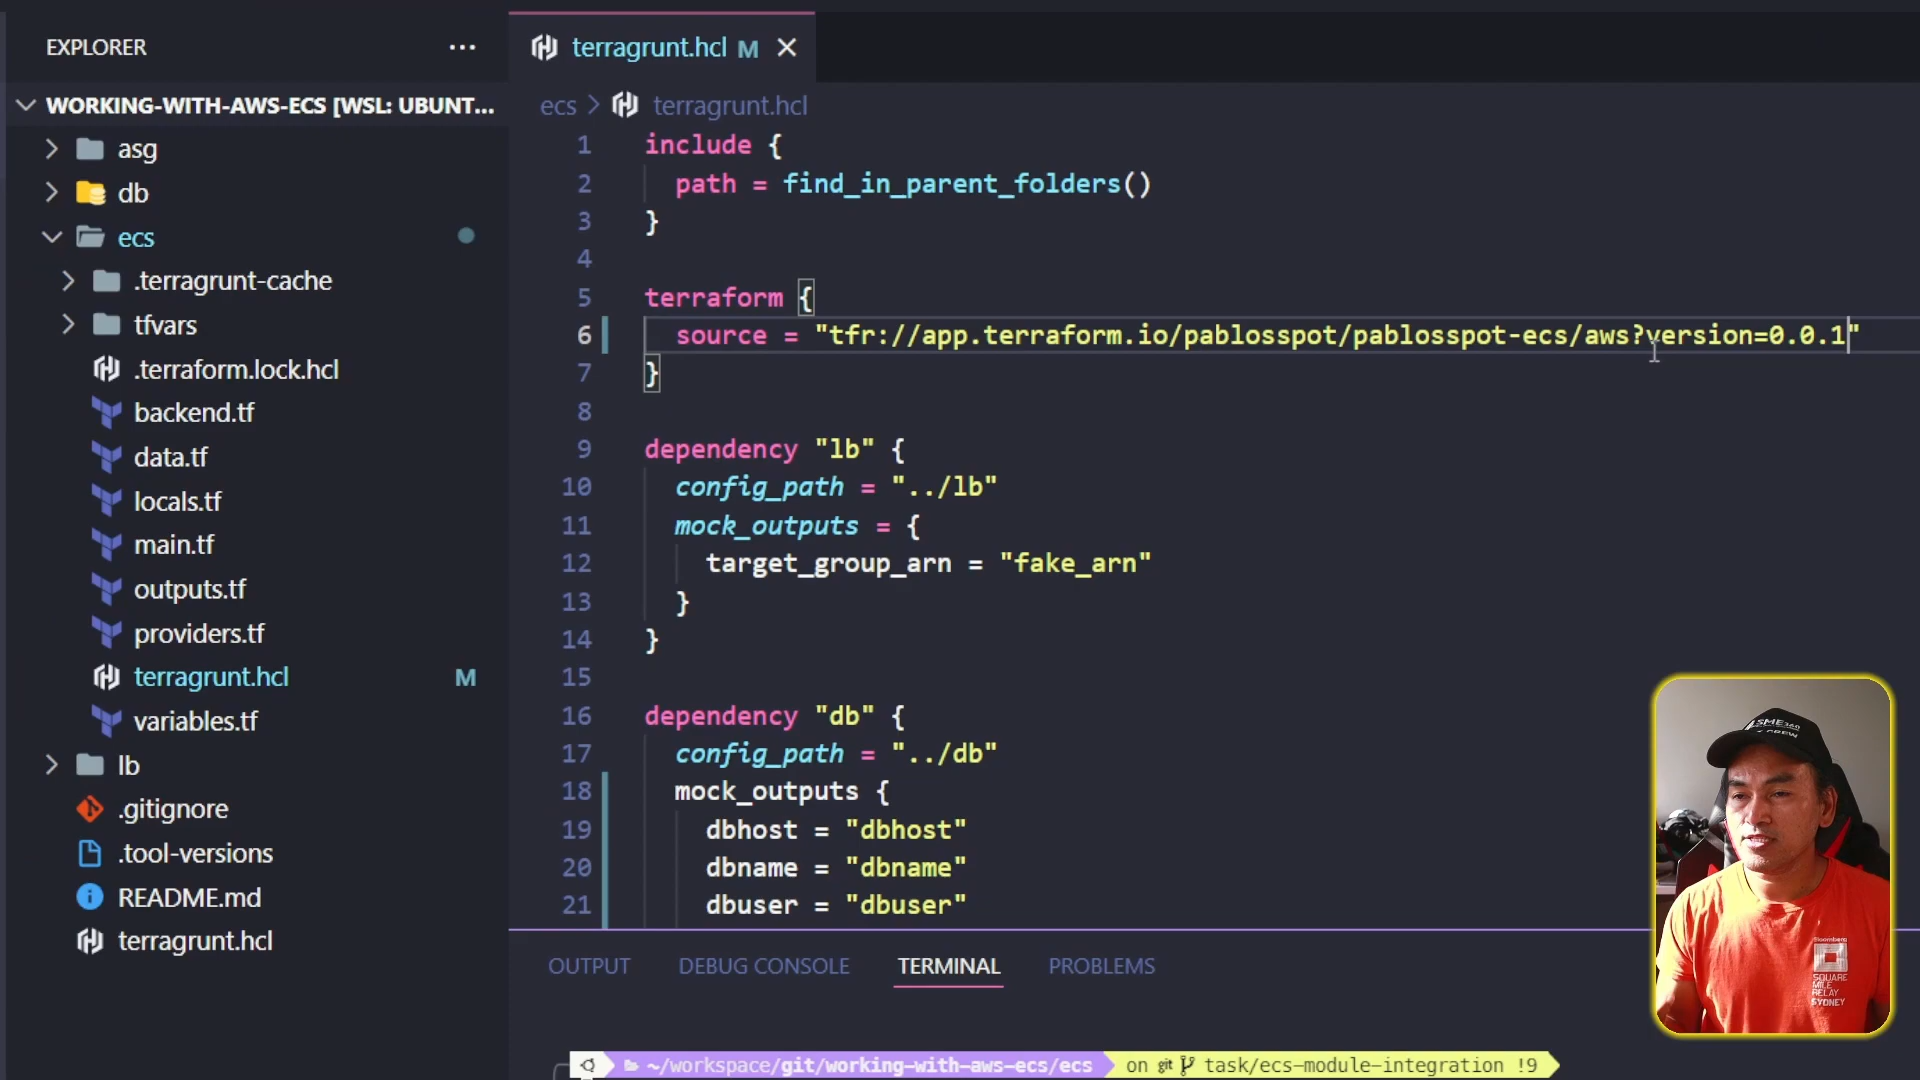 EXPLORER
WORKING-WITH-AWS-ECS [WSL: UBUNT...
asg
db
ecs
.terragrunt-cache
tfvars
.terraform.lock.hcl
backend.tf
data.tf
locals.tf
main.tf
outputs.tf
providers.tf
terragrunt.hcl M
variables.tf
lb
.gitignore
.tool-versions
README.md
terragrunt.hcl
terragrunt.hcl M
ecs > terragrunt.hcl
1 include {
2 path = find_in_parent_folders()
3 }
4
5 terraform {
6 source = "tfr://app.terraform.io/pablosspot/pablosspot-ecs/aws?version=0.0.1"
7 }
8
9 dependency "lb" {
10 config_path = "../lb"
11 mock_outputs = {
12 target_group_arn = "fake_arn"
13 }
14 }
15
16 dependency "db" {
17 config_path = "../db"
18 mock_outputs {
19 dbhost = "dbhost"
20 dbname = "dbname"
21 dbuser = "dbuser"
OUTPUT DEBUG CONSOLE TERMINAL PROBLEMS
~/workspace/git/working-with-aws-ecs/ecs on git task/ecs-module-integration !9
CREW
Bloomberg
SQUARE
MILE
RELAY
SYDNEY